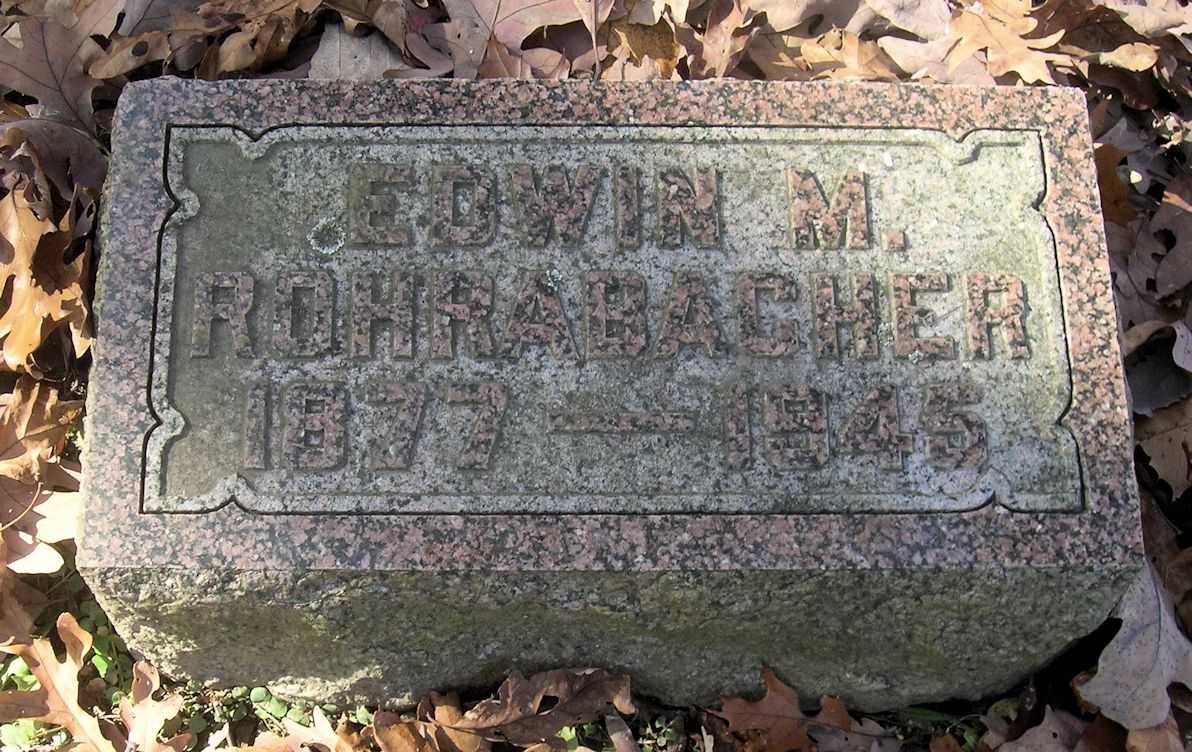 EDWIN M.
ROHRABACHER
1877 — 1945